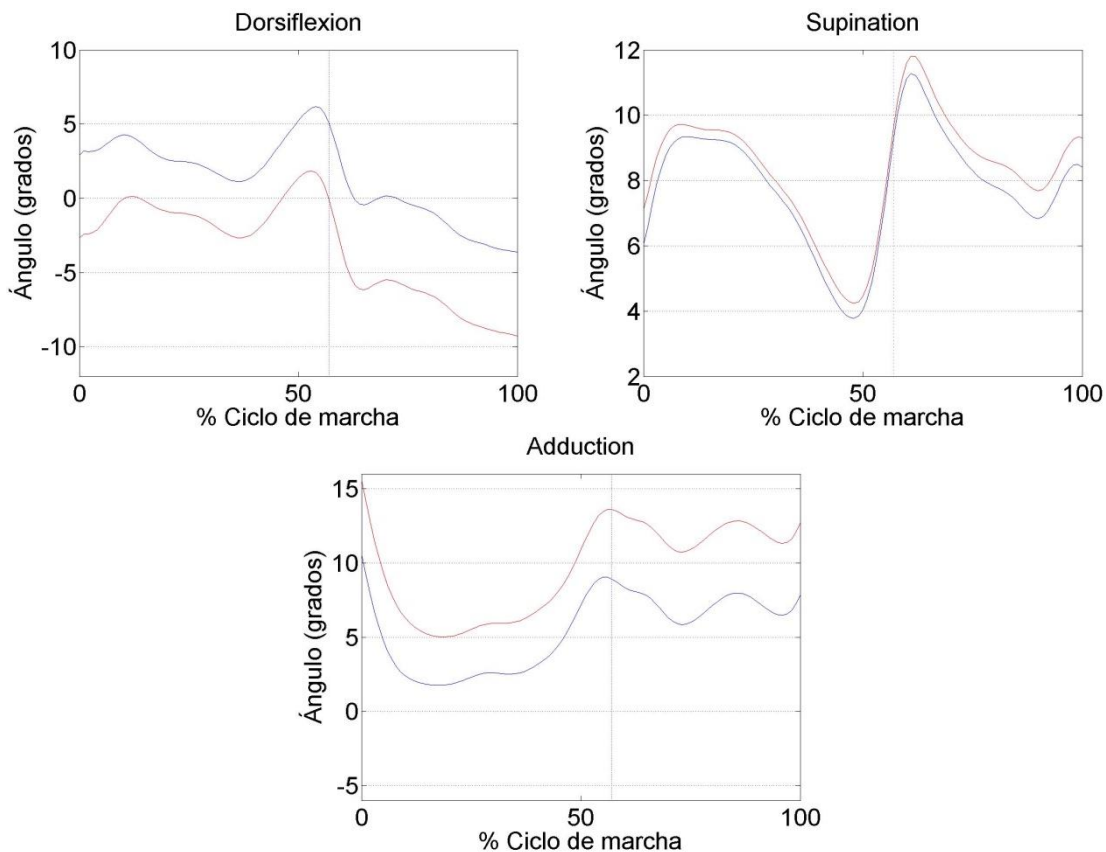 Dorsiflexion
10
5
0
-5
-10
Ángulo (grados)
0
50
100
% Ciclo de marcha
Supination
12
10
8
6
4
2
Ángulo (grados)
0
50
100
% Ciclo de marcha
Adduction
15
10
5
0
-5
Ángulo (grados)
0
50
100
% Ciclo de marcha